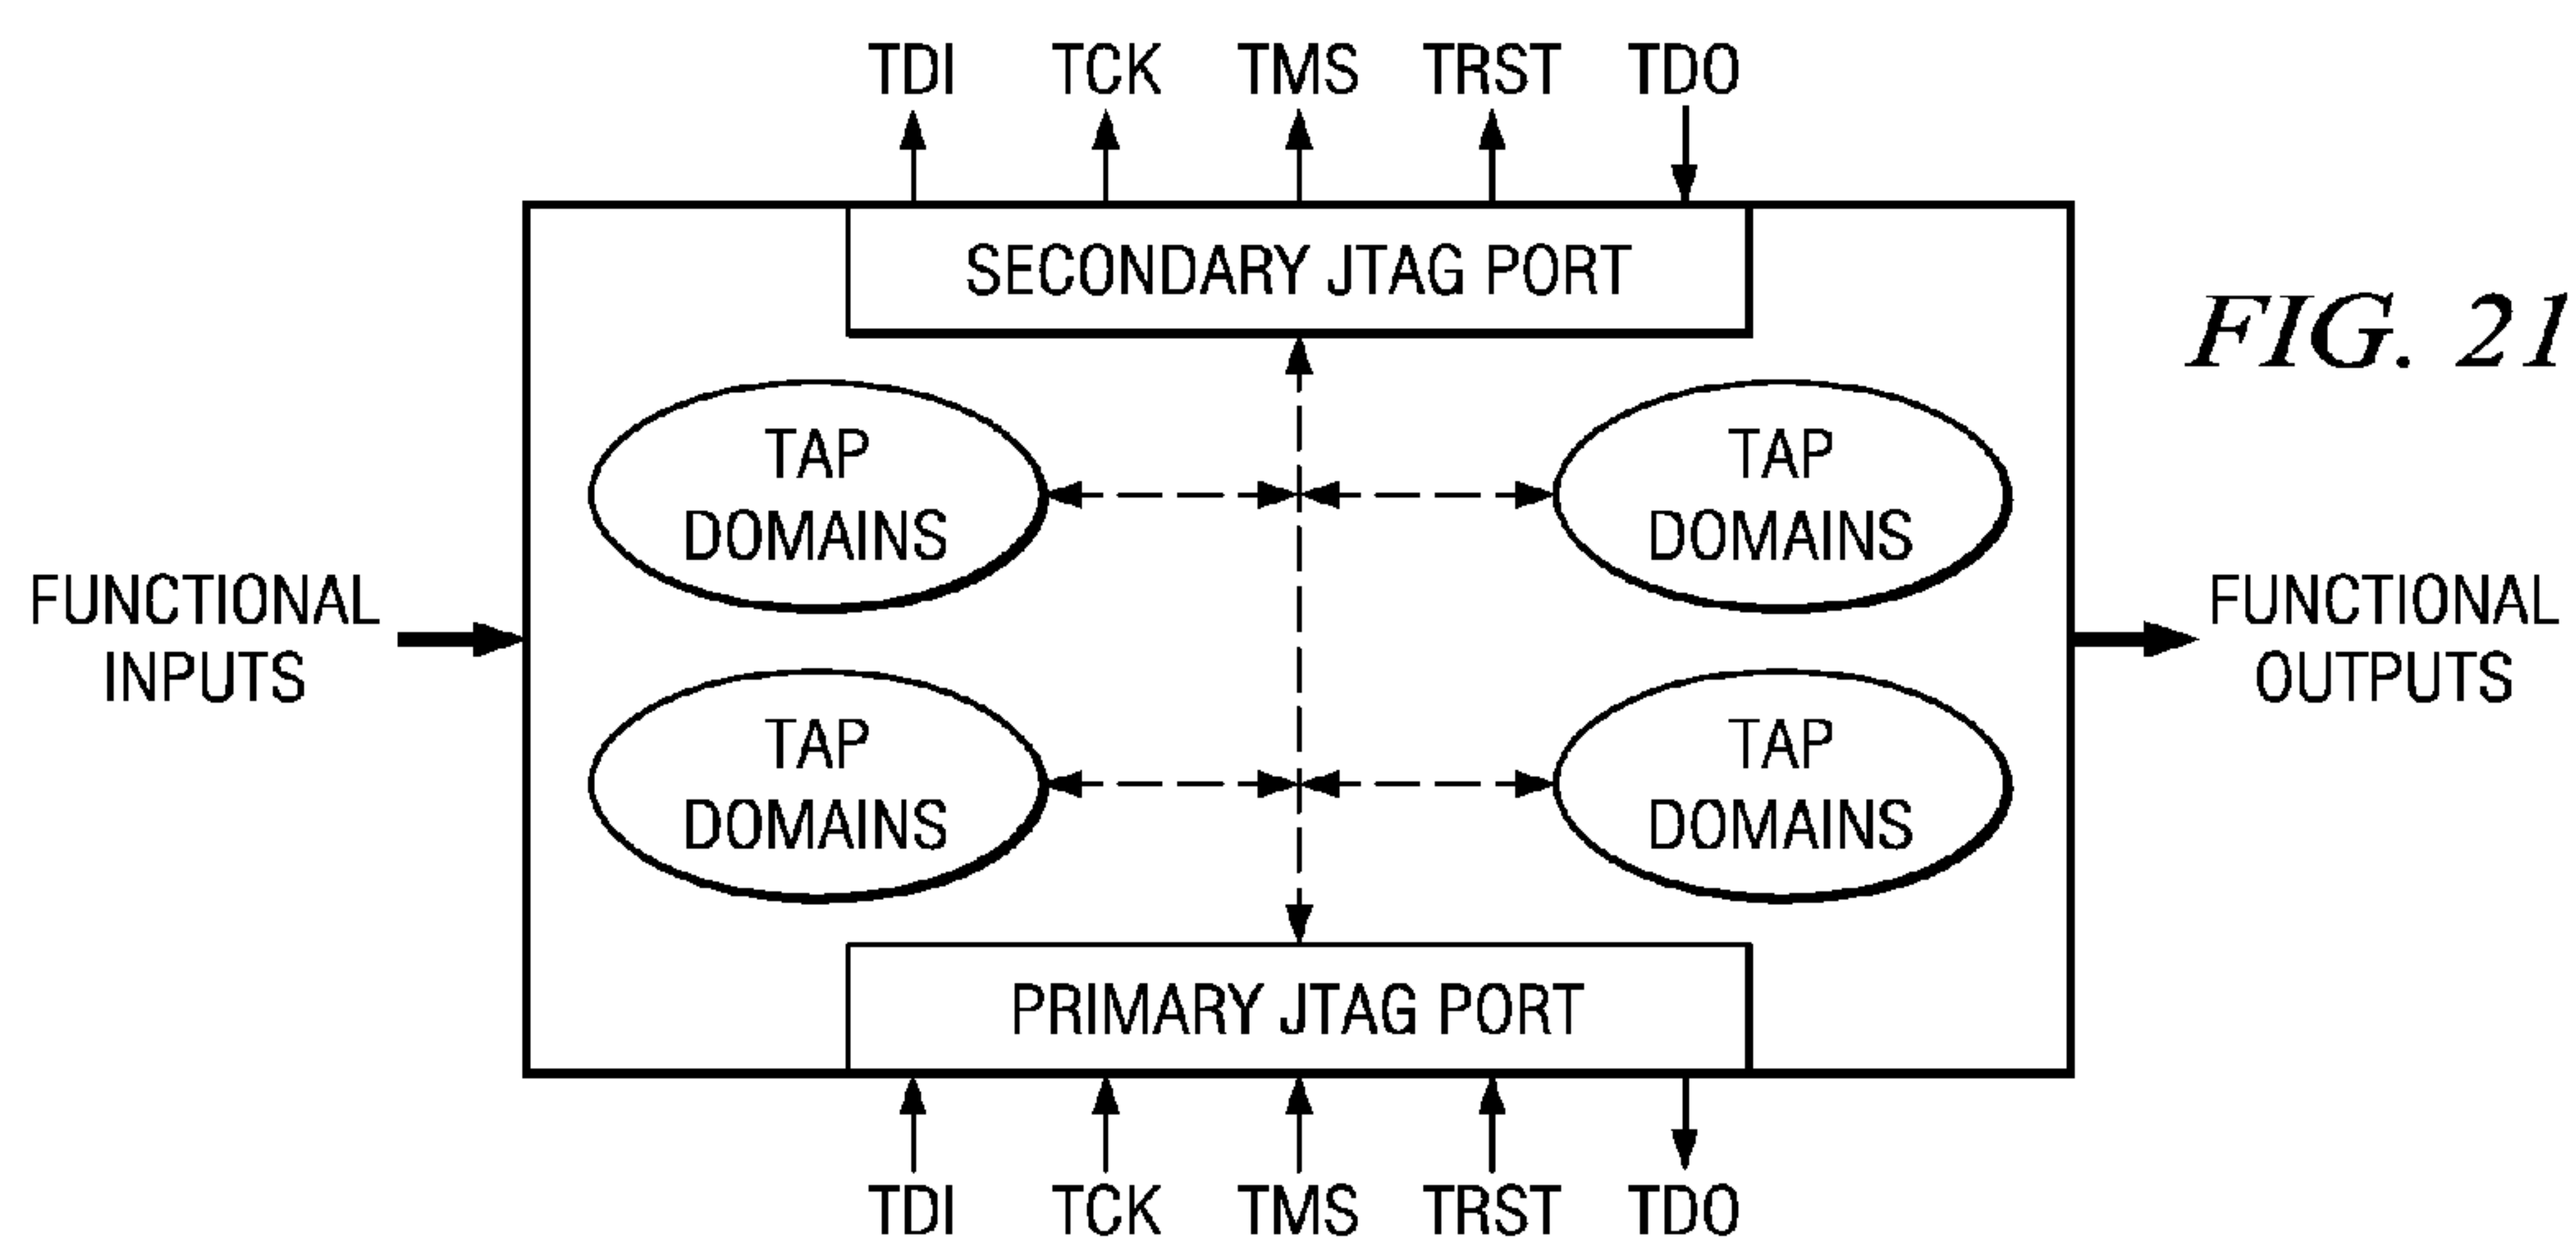 TDI TCK TMS TRST TDO
SECONDARY JTAG PORT
FIG. 21
TAP
DOMAINS
TAP
DOMAINS
FUNCTIONAL
INPUTS
FUNCTIONAL
OUTPUTS
TAP
DOMAINS
TAP
DOMAINS
PRIMARY JTAG PORT
TDI TCK TMS TRST TDO